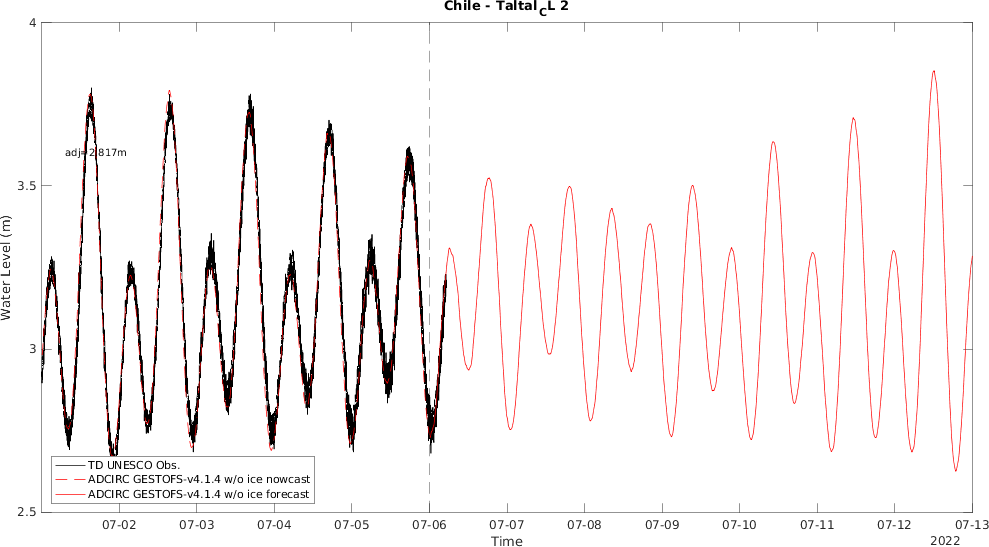 Chile - Taltal_CL 2
4
3.5
3
2.5
Water Level (m)
adj=2.817m
TD UNESCO Obs.
ADCIRC GESTOFS-v4.1.4 w/o ice nowcast
ADCIRC GESTOFS-v4.1.4 w/o ice forecast
07-02 07-03 07-04 07-05 07-06 07-07 07-08 07-09 07-10 07-11 07-12 07-13
Time
2022